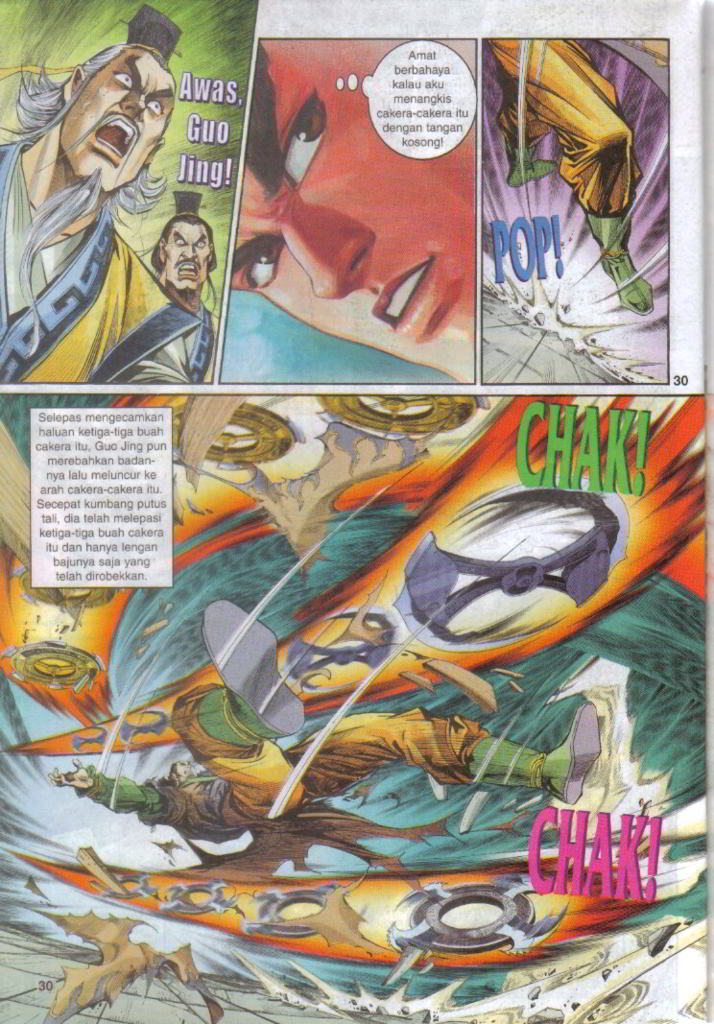 Awas,
Guo
Jing!
Amat
berbahaya
kalau aku
menangkis
cakera-cakera itu
dengan tangan
kosong!
POP!
30
Selepas mengecamkan
haluan ketiga-tiga buah
cakera itu, Guo Jing pun
merebahkan badan-
nya lalu meluncur ke
arah cakera-cakera itu.
Secepat kumbang putus
tali, dia telah melepasi
ketiga-tiga buah cakera
itu dan hanya lengan
bajunya saja yang
telah dirobekkan.
CHAK!
CHAK!
30